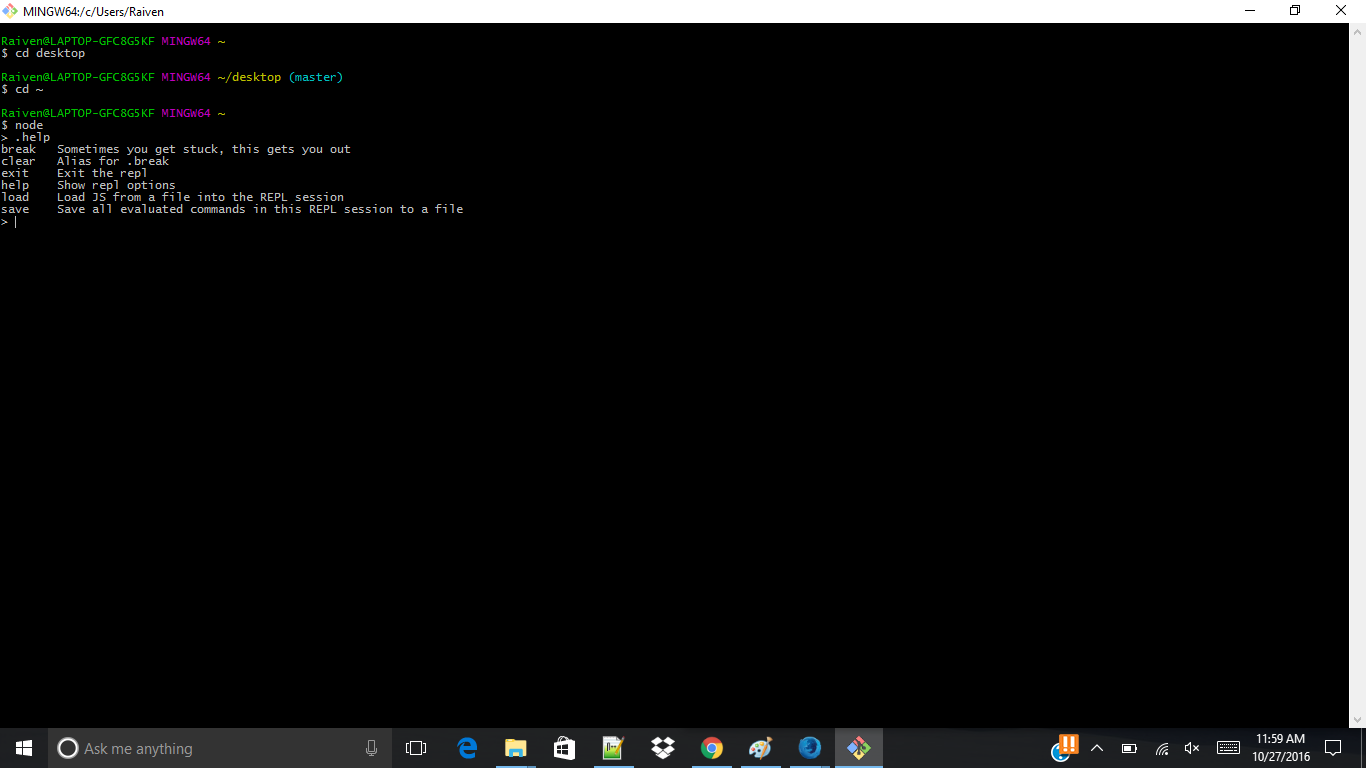 MINGW64:/c/Users/Raiven
Raiven@LAPTOP-GFC8G5KF MINGW64 ~
$ cd desktop
Raiven@LAPTOP-GFC8G5KF MINGW64 ~/desktop (master)
$ cd ~
Raiven@LAPTOP-GFC8G5KF MINGW64 ~
$ node
> .help
break   Sometimes you get stuck, this gets you out
clear   Alias for .break
exit    Exit the repl
help    Show repl options
load    Load JS from a file into the REPL session
save    Save all evaluated commands in this REPL session to a file
>
Ask me anything
11:59 AM
10/27/2016